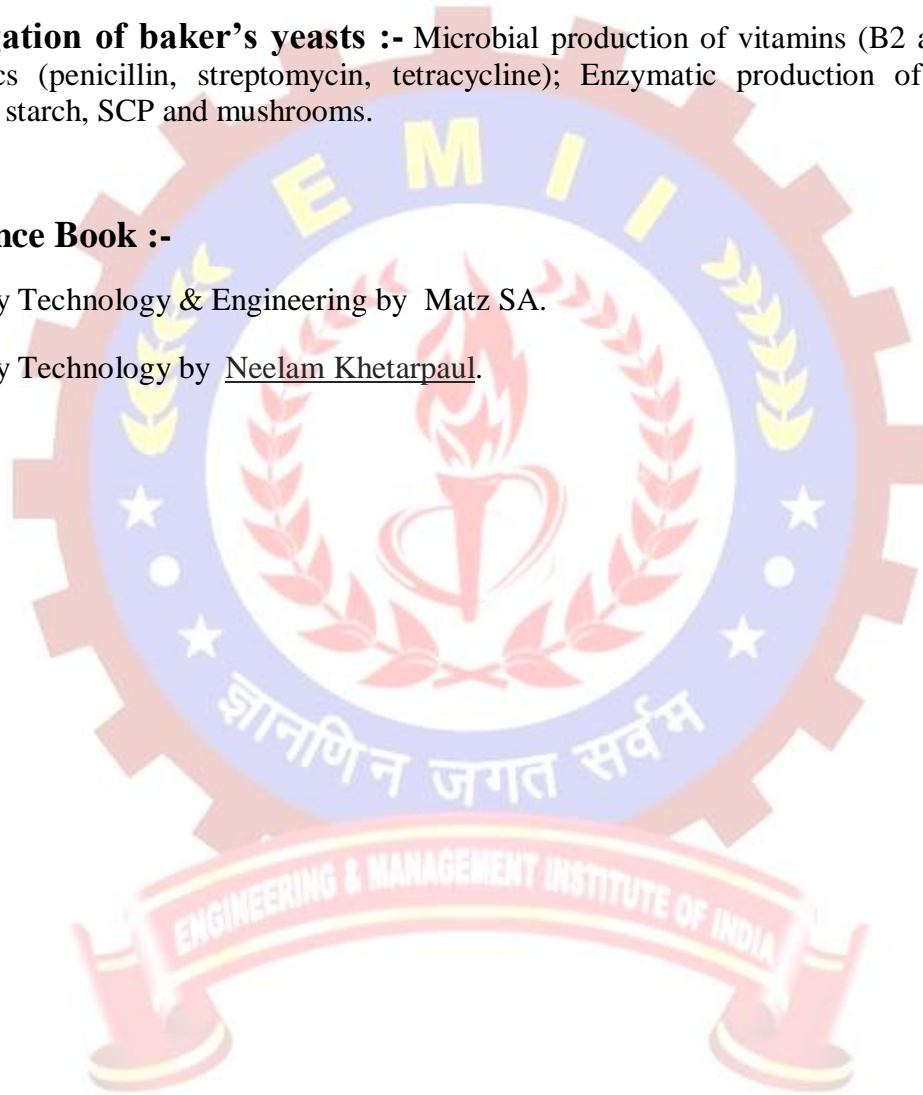 gation of baker's yeasts :- Microbial production of vitamins (B2 a
cs (penicillin, streptomycin, tetracycline); Enzymatic production of
starch, SCP and mushrooms.
E M I I
nce Book :-
y Technology & Engineering by Matz SA.
y Technology by Neelam Khetarpaul.
ज्ञानणिन जगत सर्वम
ENGINEERING & MANAGEMENT INSTITUTE OF INDIA